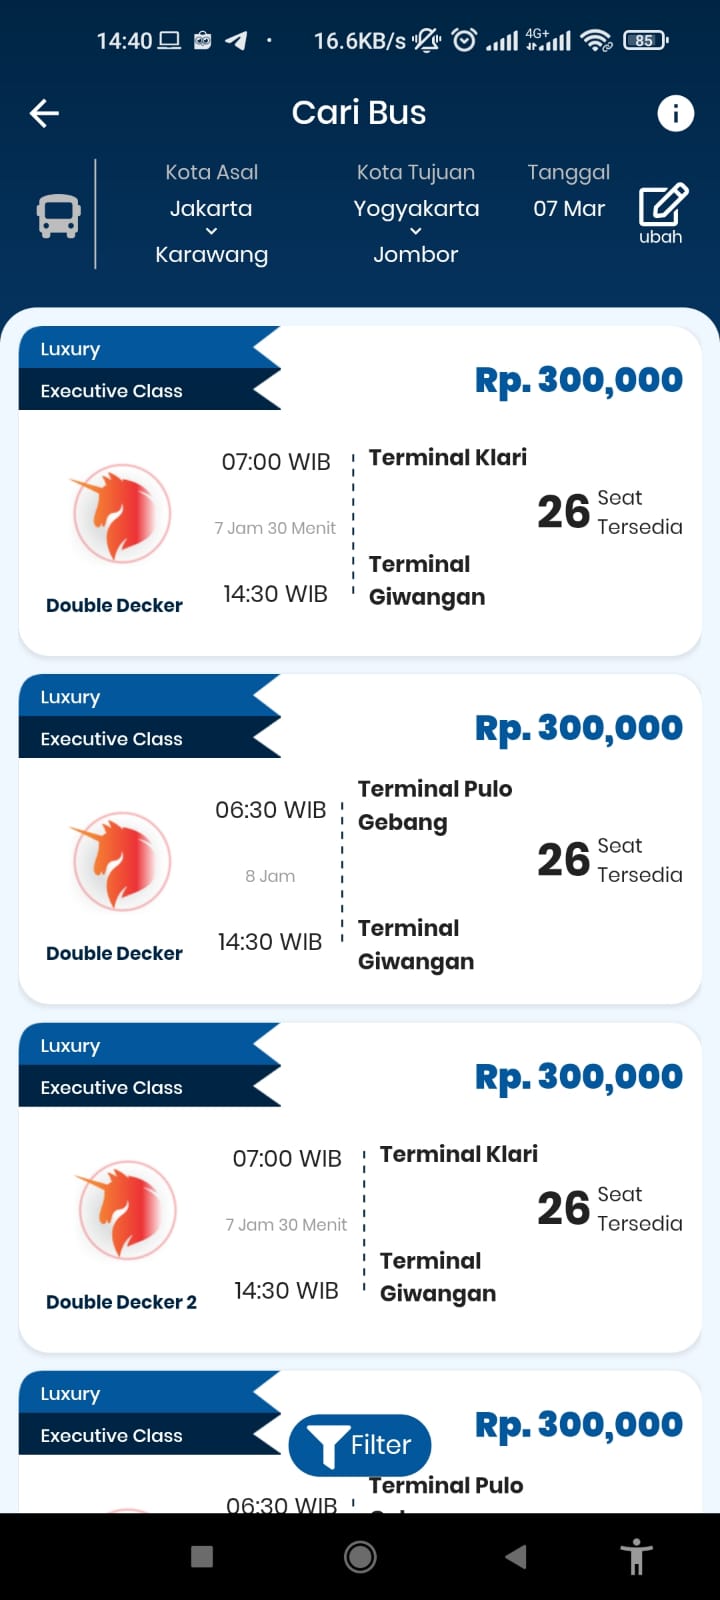 14:40 16.6KB/s 4G+ 85
Cari Bus
Kota Asal Kota Tujuan Tanggal
Jakarta Yogyakarta 07 Mar
ubah
Karawang Jombor
Luxury
Executive Class
Rp. 300,000
07:00 WIB Terminal Klari
7 Jam 30 Menit
26 Seat
Tersedia
14:30 WIB Terminal
Giwangan
Double Decker
Luxury
Executive Class
Rp. 300,000
06:30 WIB Terminal Pulo
Gebang
8 Jam
26 Seat
Tersedia
14:30 WIB Terminal
Giwangan
Double Decker
Luxury
Executive Class
Rp. 300,000
07:00 WIB Terminal Klari
7 Jam 30 Menit
26 Seat
Tersedia
14:30 WIB Terminal
Giwangan
Double Decker 2
Luxury
Executive Class
Rp. 300,000
Filter
06:30 WIB Terminal Pulo